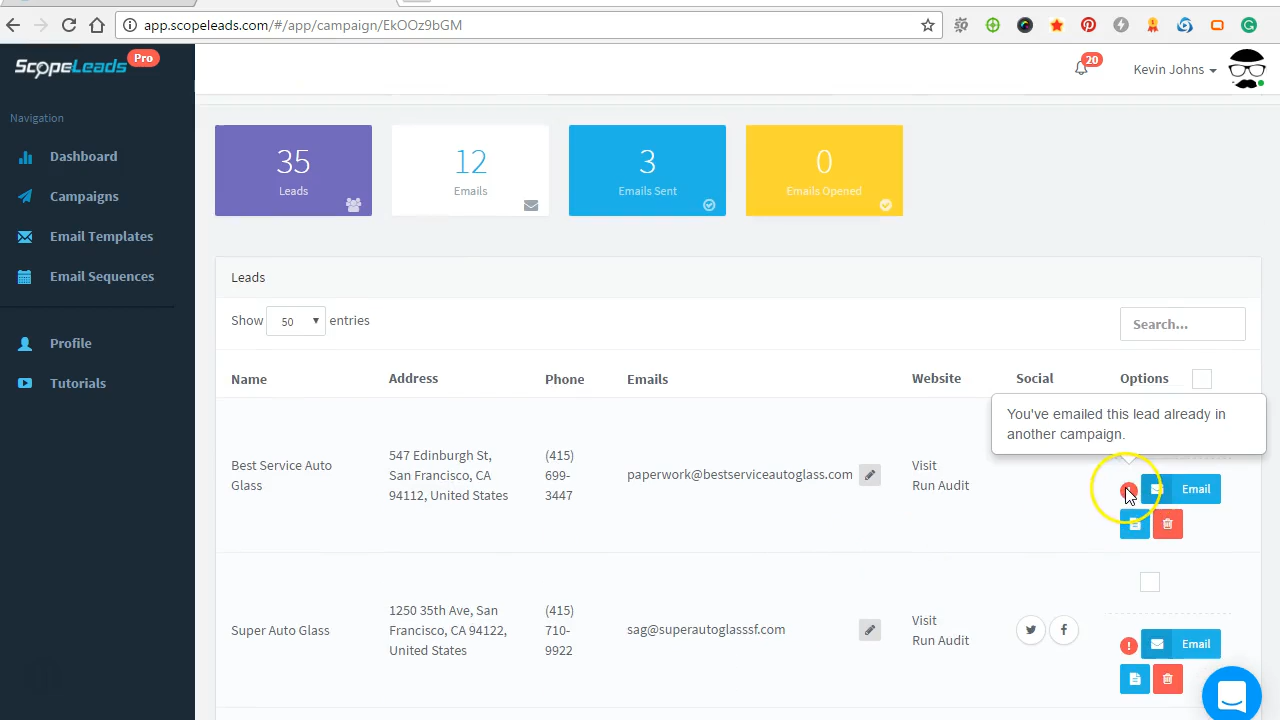 app.scopeleads.com/#/app/campaign/EkOOz9bGM
ScopeLeads Pro
20
Kevin Johns
Navigation
Dashboard
Campaigns
Email Templates
Email Sequences
Profile
Tutorials
35
Leads
12
Emails
3
Emails Sent
0
Emails Opened
Leads
Show 50 entries
Search...
Name Address Phone Emails Website Social Options
You've emailed this lead already in
another campaign.
Best Service Auto
Glass
547 Edinburgh St,
San Francisco, CA
94112, United States
(415)
699-
3447
paperwork@bestserviceautoglass.com
Visit
Run Audit
Email
Super Auto Glass
1250 35th Ave, San
Francisco, CA 94122,
United States
(415)
710-
9922
sag@superautoglasssf.com
Visit
Run Audit
Email